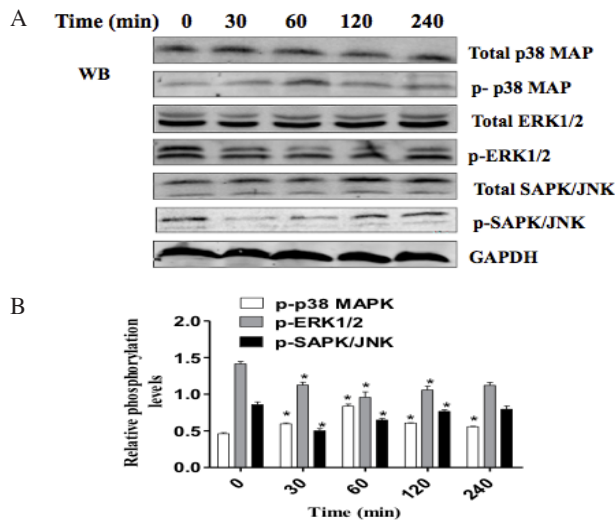 A
Time (min) 0 30 60 120 240
WB
Total p38 MAP
p- p38 MAP
Total ERK1/2
p-ERK1/2
Total SAPK/JNK
p-SAPK/JNK
GAPDH
B
p-p38 MAPK
p-ERK1/2
p-SAPK/JNK
Relative phosphorylation
levels
2.0
1.5
1.0
0.5
0.0
* * * * * * * * * *
0 30 60 120 240
Time (min)